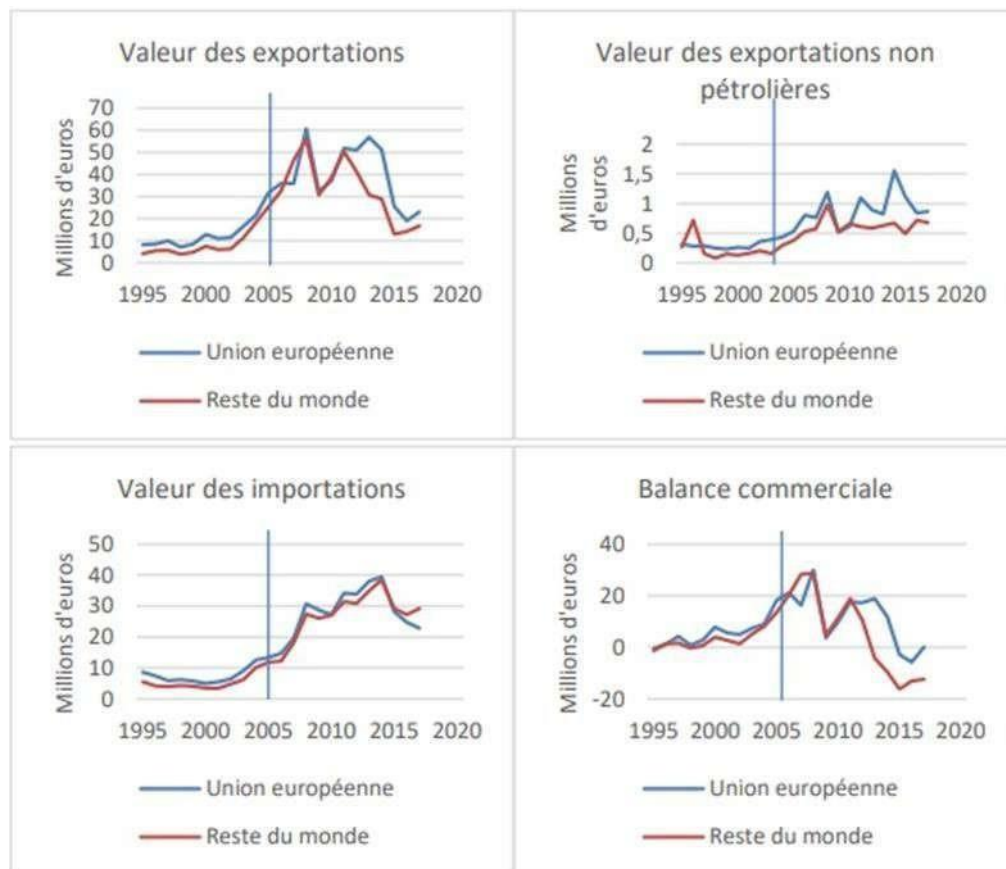 Valeur des exportations
Millions d'euros
70
60
50
40
30
20
10
0
1995 2000 2005 2010 2015 2020
Union européenne
Reste du monde
Valeur des exportations non
pétrolières
Millions
d'euros
2
1,5
1
0,5
0
1995 2000 2005 2010 2015 2020
Union européenne
Reste du monde
Valeur des importations
Millions d'euros
50
40
30
20
10
0
1995 2000 2005 2010 2015 2020
Union européenne
Reste du monde
Balance commerciale
Millions d'euros
40
20
0
-20
1995 2000 2005 2010 2015 2020
Union européenne
Reste du monde